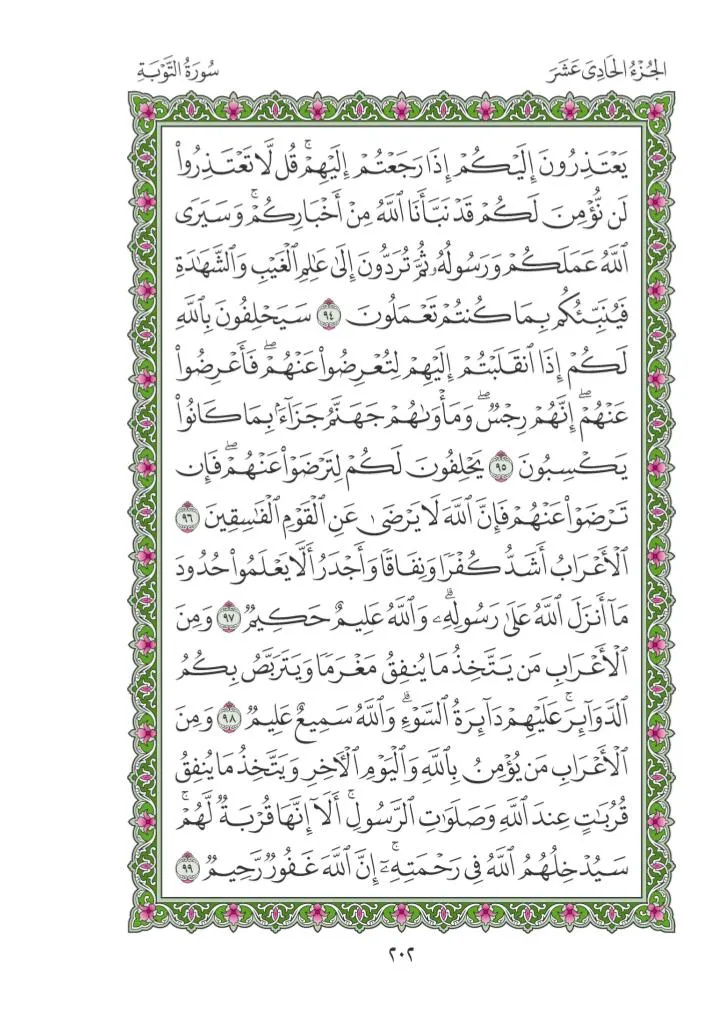 الجُزْءُ الحَادِى عَشَرَ
سُورَةُ التَّوْبَةِ
يَعْتَذِرُونَ إِلَيْكُمْ إِذَا رَجَعْتُمْ إِلَيْهِمْ ۚ قُل لَّا تَعْتَذِرُوا۟
لَن نُّؤْمِنَ لَكُمْ قَدْ نَبَّأَنَا ٱللَّهُ مِنْ أَخْبَارِكُمْ ۚ وَسَيَرَى
ٱللَّهُ عَمَلَكُمْ وَرَسُولُهُۥ ثُمَّ تُرَدُّونَ إِلَىٰ عَـٰلِمِ ٱلْغَيْبِ وَٱلشَّهَـٰدَةِ
فَيُنَبِّئُكُم بِمَا كُنتُمْ تَعْمَلُونَ ٩٤ سَيَحْلِفُونَ بِٱللَّهِ
لَكُمْ إِذَا ٱنقَلَبْتُمْ إِلَيْهِمْ لِتُعْرِضُوا۟ عَنْهُمْ ۖ فَأَعْرِضُوا۟
عَنْهُمْ ۖ إِنَّهُمْ رِجْسٌ ۖ وَمَأْوَىٰهُمْ جَهَنَّمُ جَزَآءًۢ بِمَا كَانُوا۟
يَكْسِبُونَ ٩٥ يَحْلِفُونَ لَكُمْ لِتَرْضَوْا۟ عَنْهُمْ ۖ فَإِن
تَرْضَوْا۟ عَنْهُمْ فَإِنَّ ٱللَّهَ لَا يَرْضَىٰ عَنِ ٱلْقَوْمِ ٱلْفَـٰسِقِينَ ٩٦
ٱلْأَعْرَابُ أَشَدُّ كُفْرًا وَنِفَاقًا وَأَجْدَرُ أَلَّا يَعْلَمُوا۟ حُدُودَ
مَآ أَنزَلَ ٱللَّهُ عَلَىٰ رَسُولِهِۦ ۗ وَٱللَّهُ عَلِيمٌ حَكِيمٌ ٩٧ وَمِنَ
ٱلْأَعْرَابِ مَن يَتَّخِذُ مَا يُنفِقُ مَغْرَمًا وَيَتَرَبَّصُ بِكُمُ
ٱلدَّوَآئِرَ ۚ عَلَيْهِمْ دَآئِرَةُ ٱلسَّوْءِ ۗ وَٱللَّهُ سَمِيعٌ عَلِيمٌ ٩٨ وَمِنَ
ٱلْأَعْرَابِ مَن يُؤْمِنُ بِٱللَّهِ وَٱلْيَوْمِ ٱلْـَٔاخِرِ وَيَتَّخِذُ مَا يُنفِقُ
قُرُبَـٰتٍ عِندَ ٱللَّهِ وَصَلَوَٰتِ ٱلرَّسُولِ ۚ أَلَآ إِنَّهَا قُرْبَةٌ لَّهُمْ ۚ
سَيُدْخِلُهُمُ ٱللَّهُ فِى رَحْمَتِهِۦٓ ۚ إِنَّ ٱللَّهَ غَفُورٌ رَّحِيمٌ ٩٩
٢٠٢